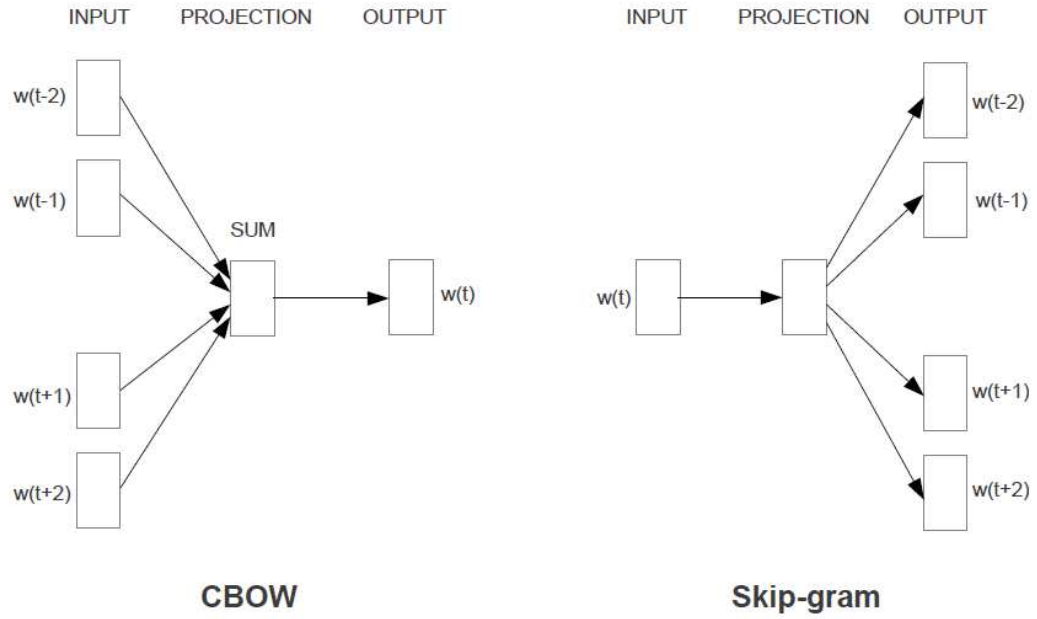 INPUT PROJECTION OUTPUT
w(t-2)
w(t-1)
SUM
w(t)
w(t+1)
w(t+2)
CBOW
INPUT PROJECTION OUTPUT
w(t-2)
w(t-1)
w(t)
w(t+1)
w(t+2)
Skip-gram